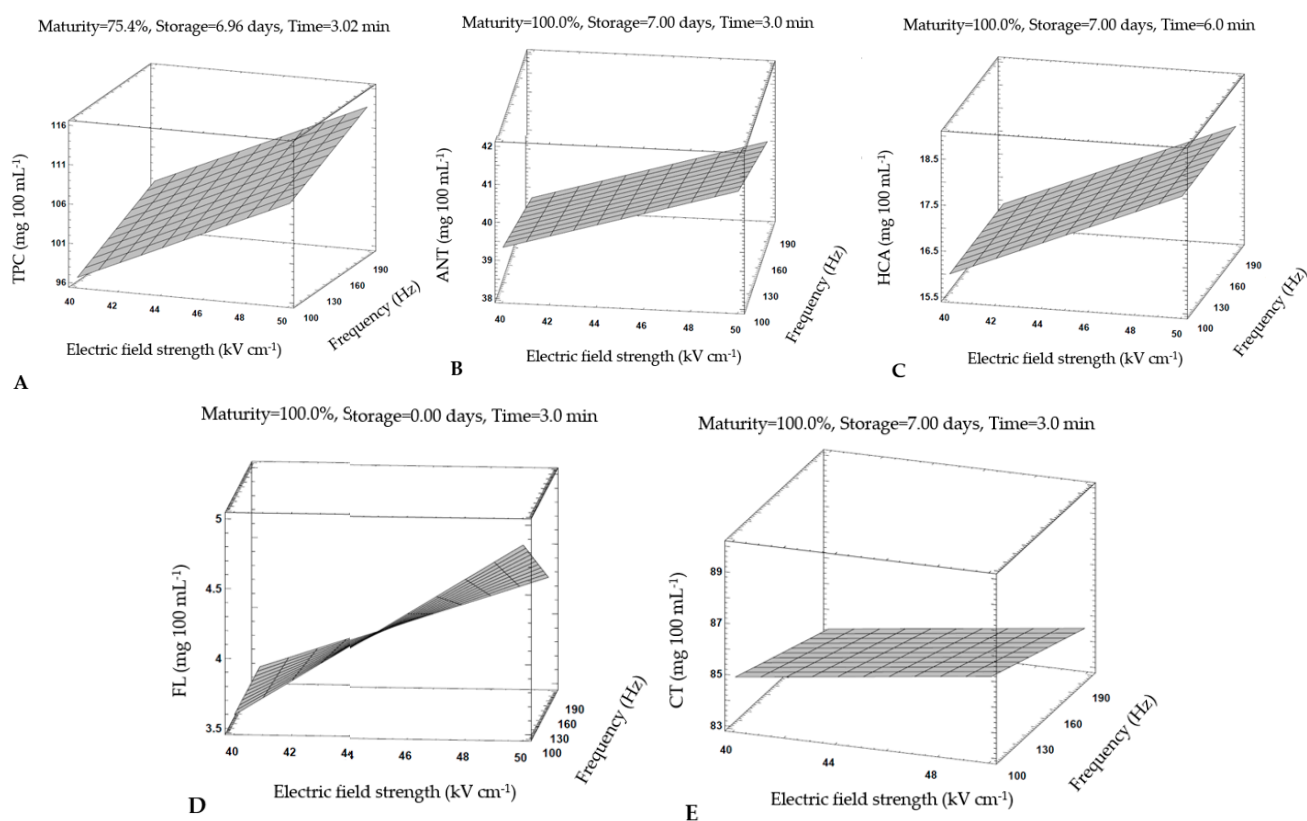 Maturity=75.4%, Storage=6.96 days, Time=3.02 min
116
111
106
101
96
TPC (mg 100 mL-1)
40
42
44
46
48
50
100
130
160
190
Frequency (Hz)
Electric field strength (kV cm-1)
A
Maturity=100.0%, Storage=7.00 days, Time=3.0 min
42
41
40
39
38
ANT (mg 100 mL-1)
40
42
44
46
48
50
100
130
160
190
Frequency (Hz)
Electric field strength (kV cm-1)
B
Maturity=100.0%, Storage=7.00 days, Time=6.0 min
18.5
17.5
16.5
15.5
HCA (mg 100 mL-1)
40
42
44
46
48
50
100
130
160
190
Frequency (Hz)
Electric field strength (kV cm-1)
C
Maturity=100.0%, Storage=0.00 days, Time=3.0 min
5
4.5
4
3.5
FL (mg 100 mL-1)
40
42
44
46
48
50
100
130
160
190
Frequency (Hz)
Electric field strength (kV cm-1)
D
Maturity=100.0%, Storage=7.00 days, Time=3.0 min
89
87
85
83
CT (mg 100 mL-1)
40
44
48
100
130
160
190
Frequency (Hz)
Electric field strength (kV cm-1)
E